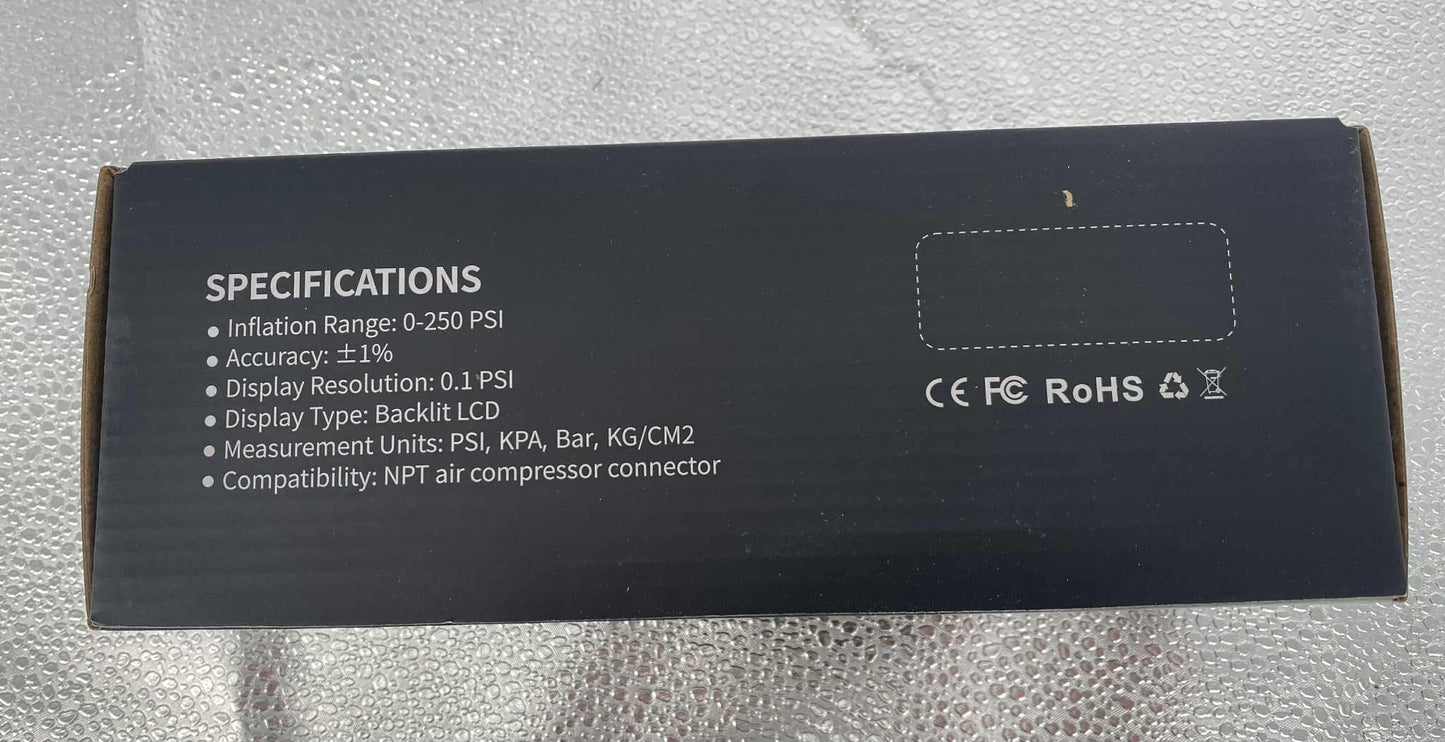 SPECIFICATIONS
● Inflation Range: 0-250 PSI
● Accuracy: ±1%
● Display Resolution: 0.1 PSI
● Display Type: Backlit LCD
● Measurement Units: PSI, KPA, Bar, KG/CM2
● Compatibility: NPT air compressor connector
CE FC RoHS